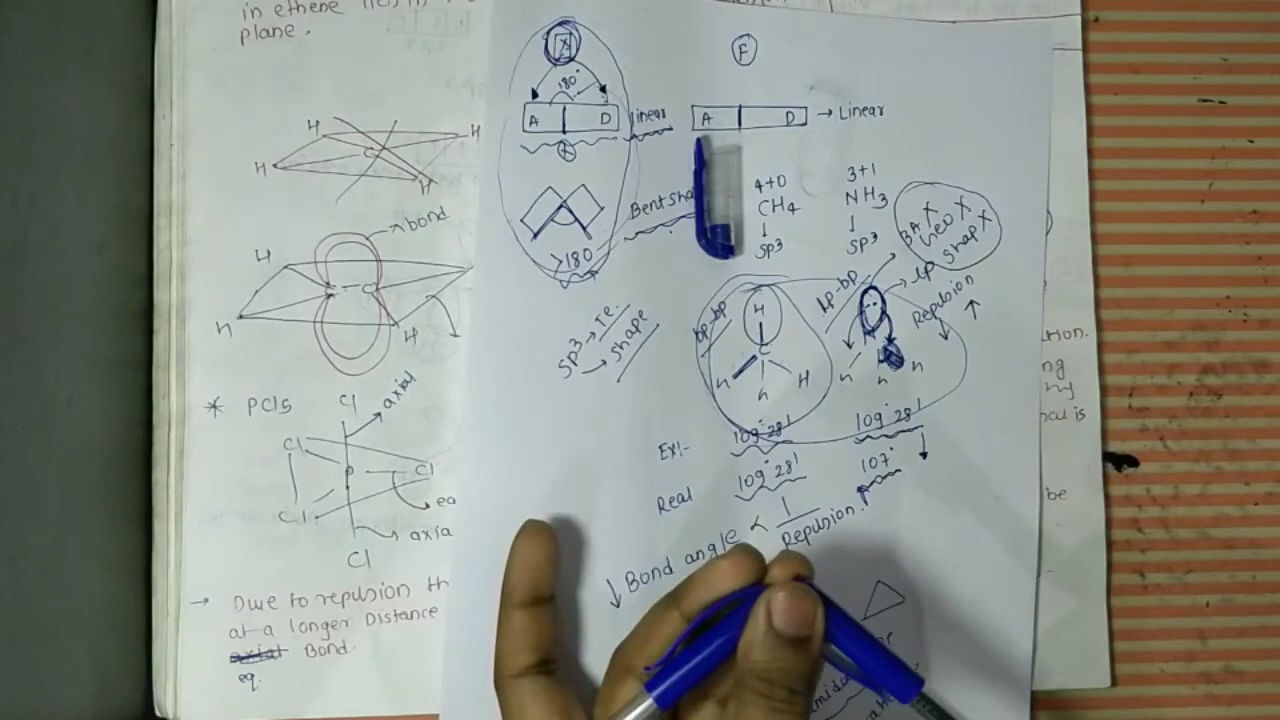 in ethene
plane.
H
H
C
H
H
bond
H
C C
H
H
* PCl5
Cl
axial
Cl
P
Cl
Cl
Cl
axia
→ Due to repulsion th
at a longer Distance
Bond
eq.
X
180°
A D
linear
X
Bent sha
>180
F
A D → Linear
4+0
CH4
↓
SP3
3+1
NH3
↓
SP3
BA X
Geo X
Shap X
SP3 → Te.
→ Shape
bp-bp
H
C
H
H
H
Lp-bp
lp
Repulsion ↑
H
H
H
Ex:- 109°28' 109°28'
Real 109°28' 107°
↓ Bond angle ∝ 1/Repulsion ↑
ng
be